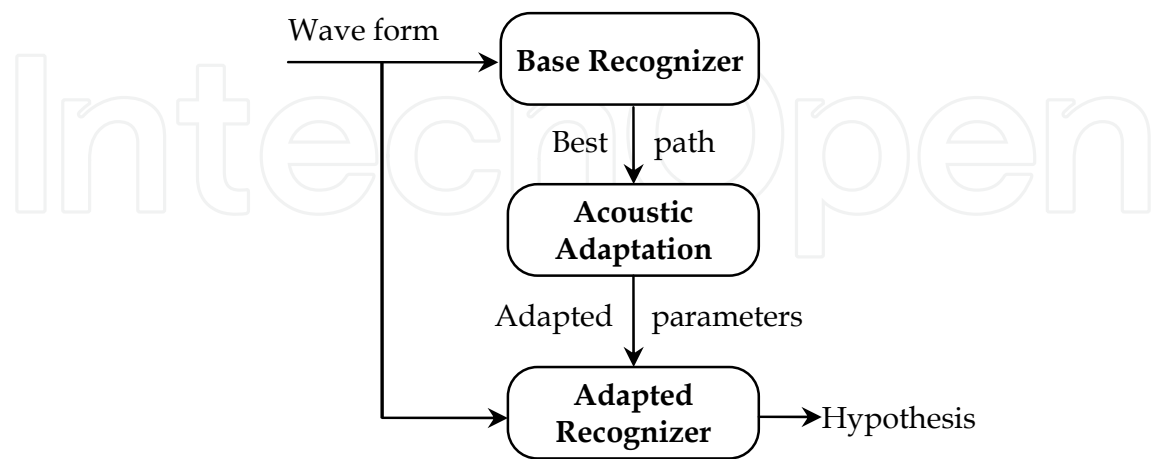 Wave form
Base Recognizer
Best path
Acoustic
Adaptation
Adapted parameters
Adapted
Recognizer
Hypothesis
IntechOpen